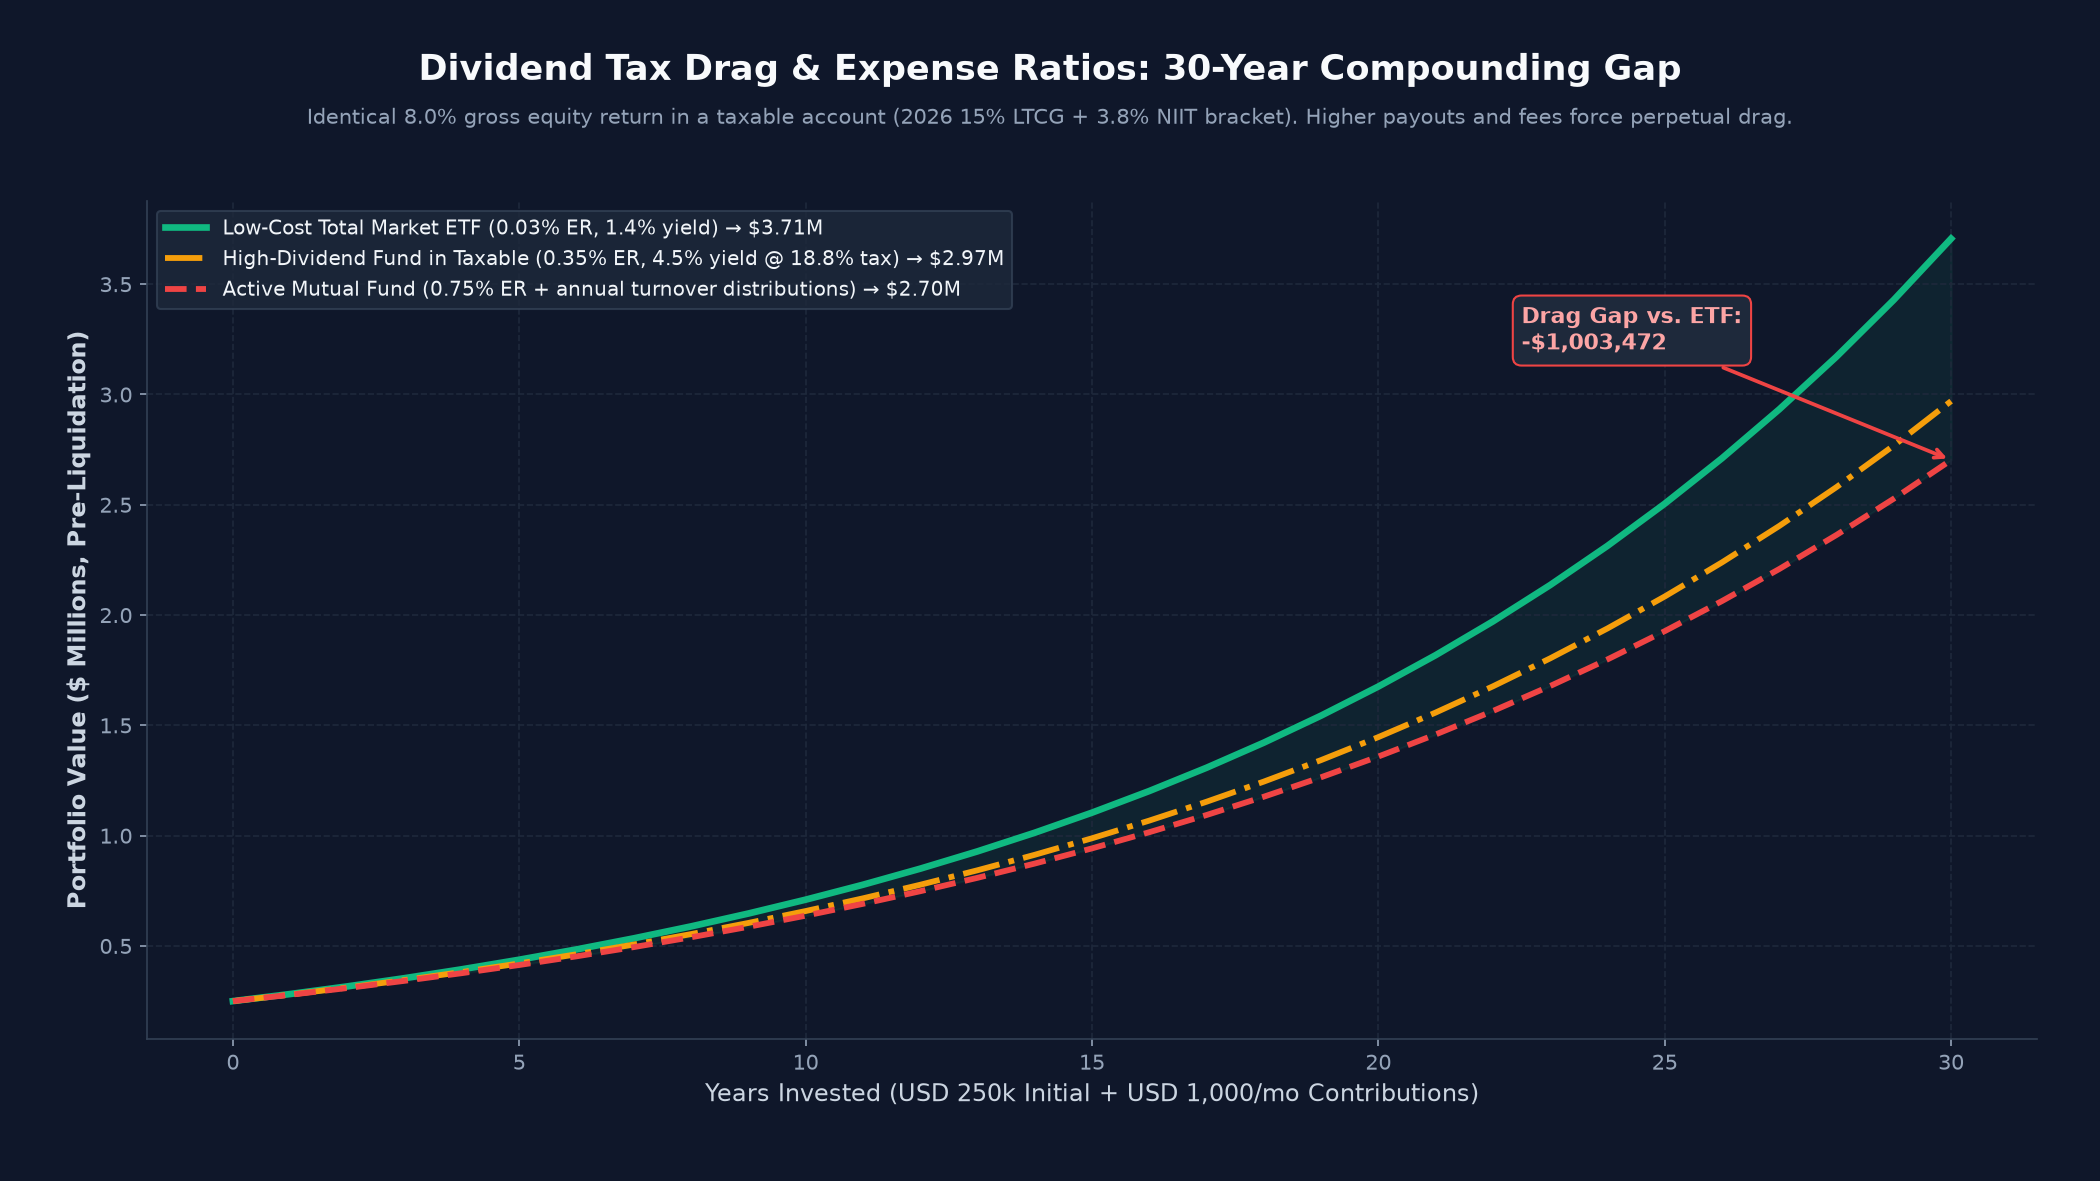 Dividend Tax Drag & Expense Ratios: 30-Year Compounding Gap
Identical 8.0% gross equity return in a taxable account (2026 15% LTCG + 3.8% NIIT bracket). Higher payouts and fees force perpetual drag.
Low-Cost Total Market ETF (0.03% ER, 1.4% yield) → $3.71M
High-Dividend Fund in Taxable (0.35% ER, 4.5% yield @ 18.8% tax) → $2.97M
Active Mutual Fund (0.75% ER + annual turnover distributions) → $2.70M
Drag Gap vs. ETF:
-$1,003,472
Portfolio Value ($ Millions, Pre-Liquidation)
3.5
3.0
2.5
2.0
1.5
1.0
0.5
0 5 10 15 20 25 30
Years Invested (USD 250k Initial + USD 1,000/mo Contributions)